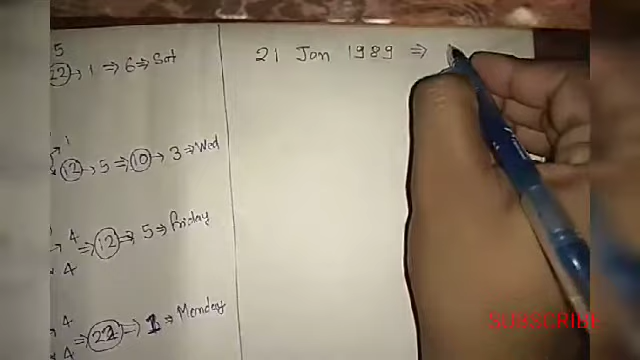 5
22 → 1 ⇒ 6 ⇒ Sat
1
12 → 5 ⇒ 10 → 3 ⇒ Wed
4 ⇒ 12 ⇒ 5 ⇒ Friday
4
4 ⇒ 22 ⇒ 1 ⇒ Monday
4
21 Jan 1989 ⇒
SUBSCRIBE